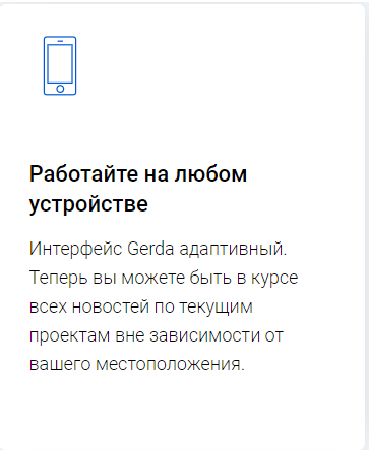 Работайте на любом
устройстве
Интерфейс Gerda адаптивный.
Теперь вы можете быть в курсе
всех новостей по текущим
проектам вне зависимости от
вашего местоположения.